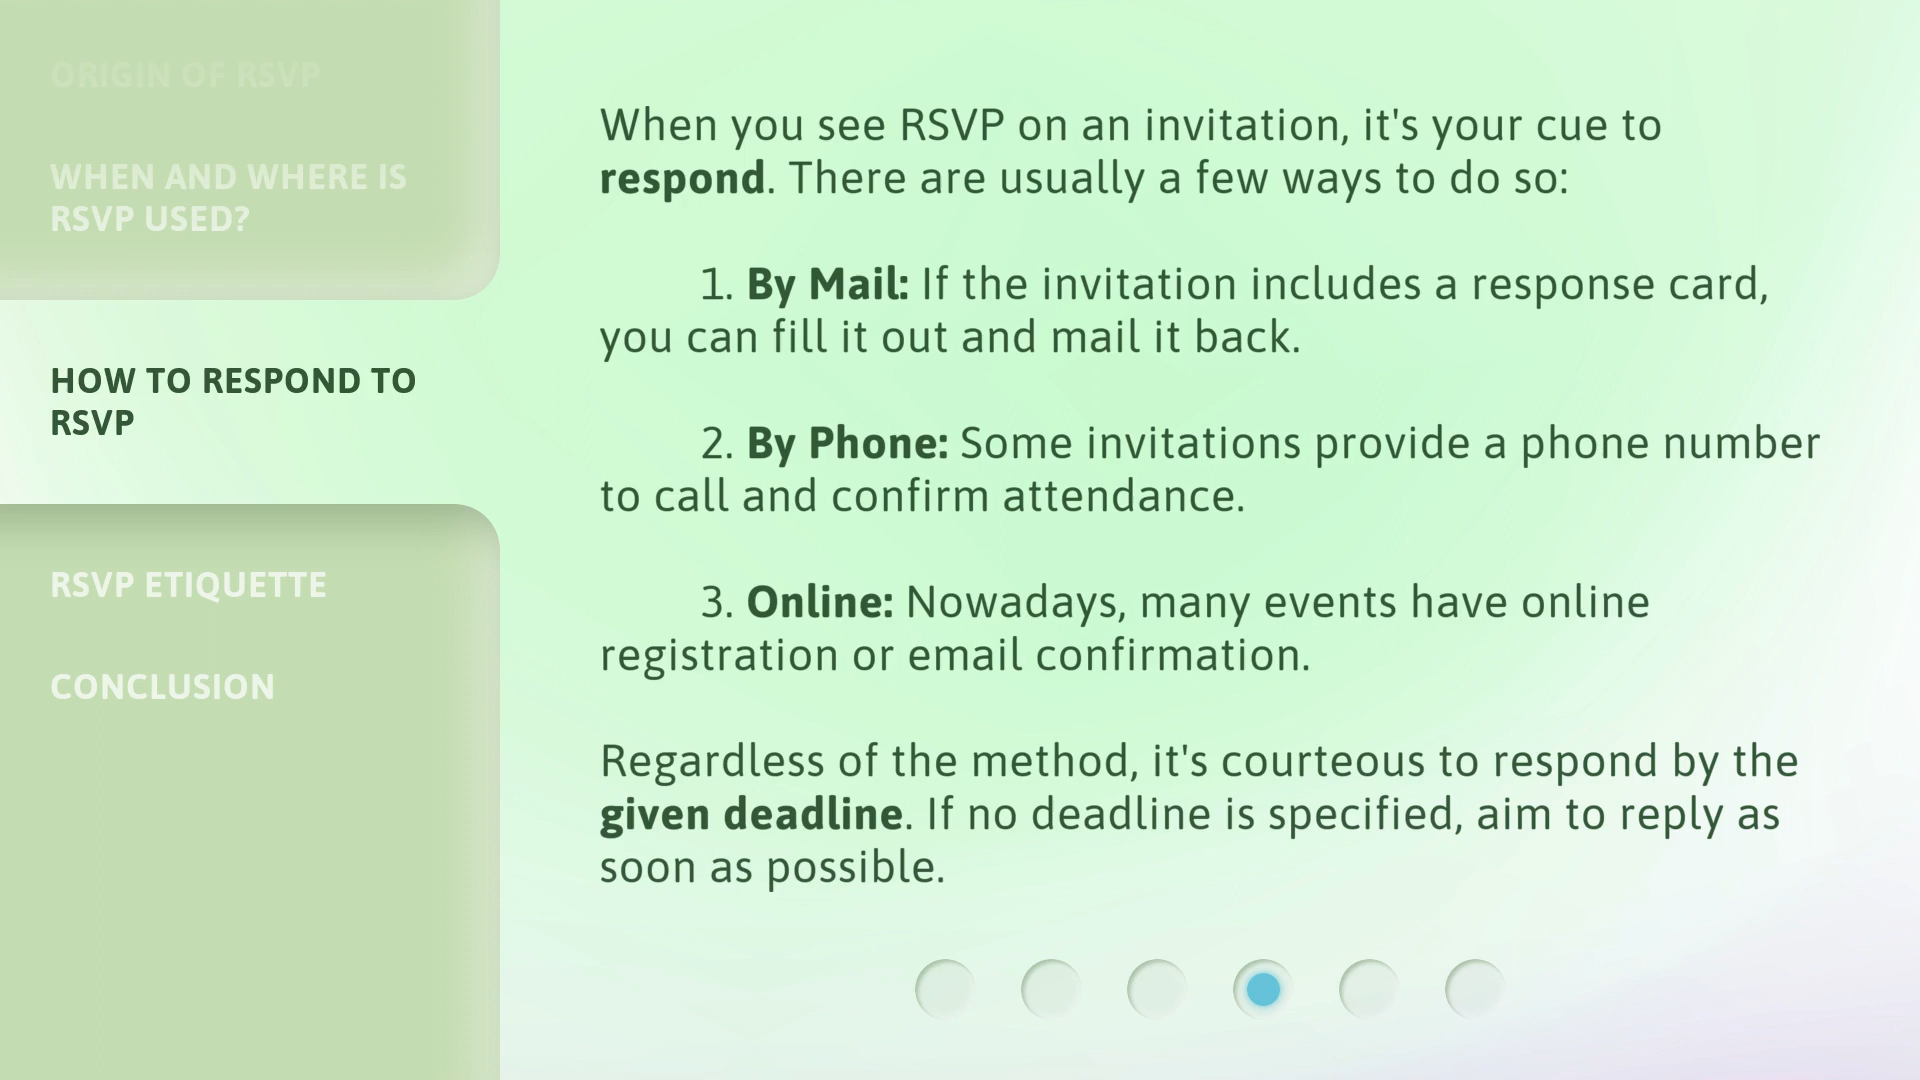 ORIGIN OF RSVP
WHEN AND WHERE IS
RSVP USED?
HOW TO RESPOND TO
RSVP
RSVP ETIQUETTE
CONCLUSION
When you see RSVP on an invitation, it's your cue to
respond. There are usually a few ways to do so:
1. By Mail: If the invitation includes a response card,
you can fill it out and mail it back.
2. By Phone: Some invitations provide a phone number
to call and confirm attendance.
3. Online: Nowadays, many events have online
registration or email confirmation.
Regardless of the method, it's courteous to respond by the
given deadline. If no deadline is specified, aim to reply as
soon as possible.